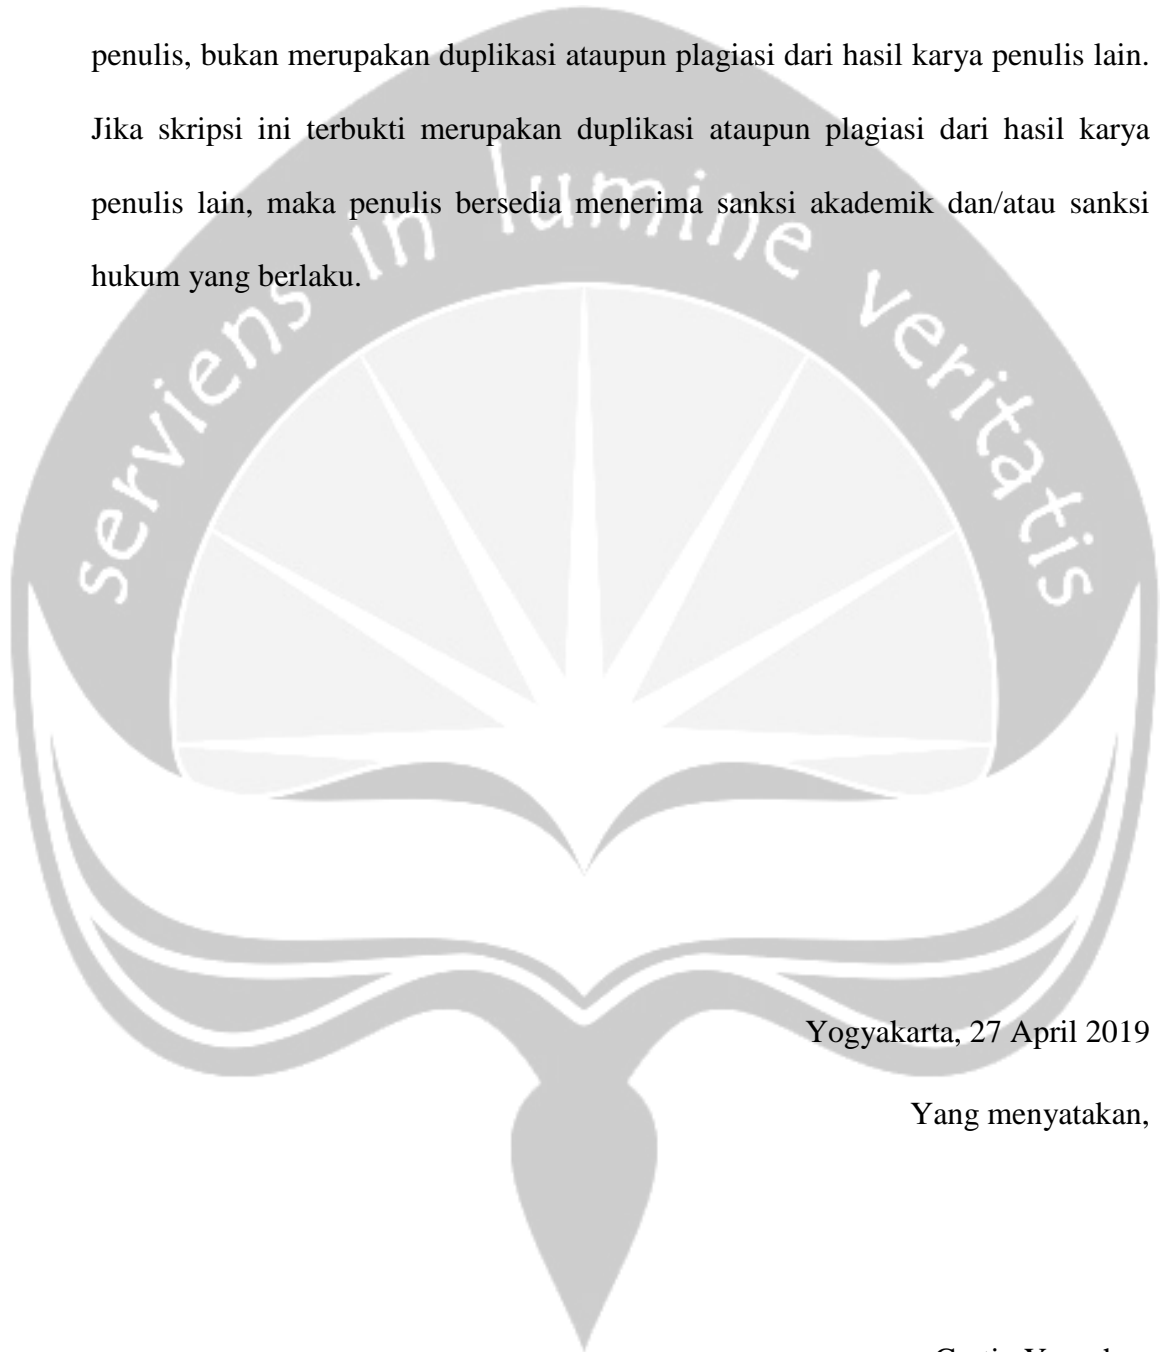 penulis, bukan merupakan duplikasi ataupun plagiasi dari hasil karya penulis lain.
Jika skripsi ini terbukti merupakan duplikasi ataupun plagiasi dari hasil karya
penulis lain, maka penulis bersedia menerima sanksi akademik dan/atau sanksi
hukum yang berlaku.
serviens in lumine veritatis
Yogyakarta, 27 April 2019
Yang menyatakan,